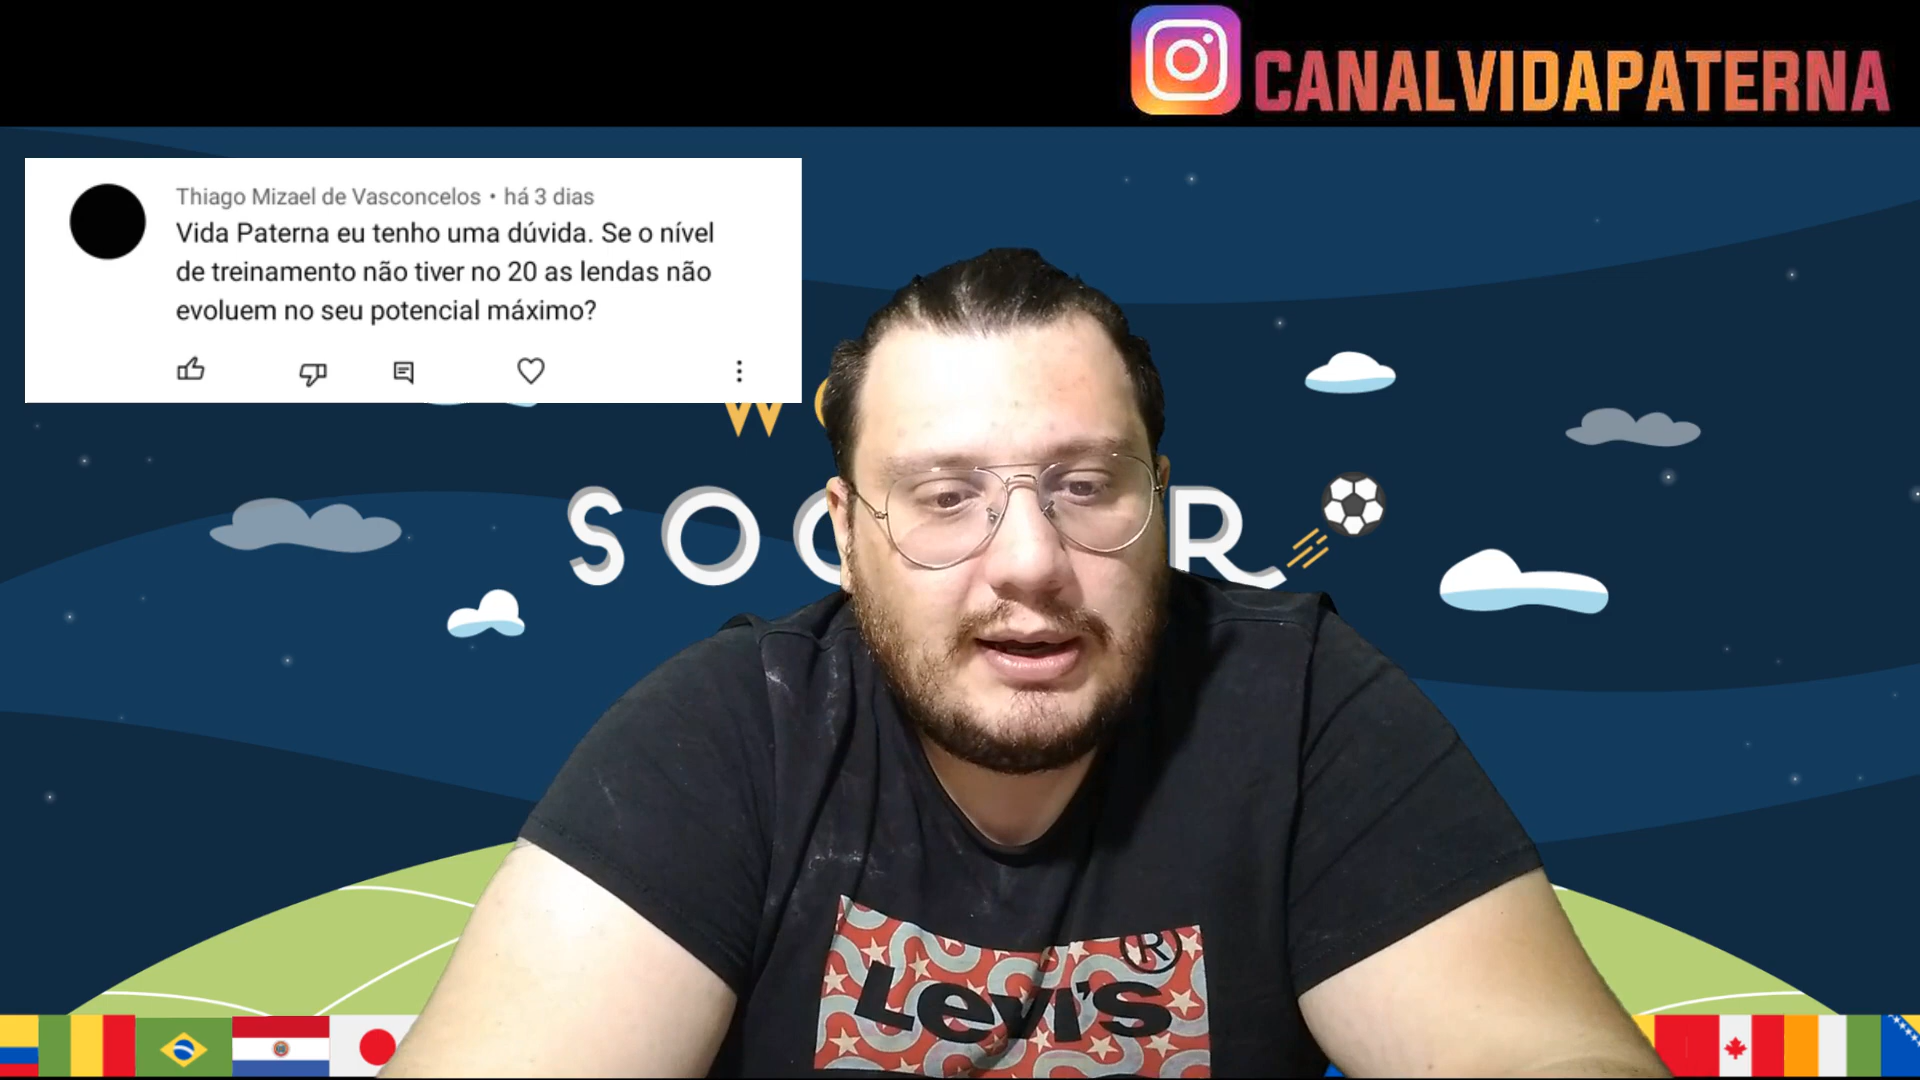 CANALVIDAPATERNA
Thiago Mizael de Vasconcelos • há 3 dias
Vida Paterna eu tenho uma dúvida. Se o nível
de treinamento não tiver no 20 as lendas não
evoluem no seu potencial máximo?
W
SO R
Levi's ®